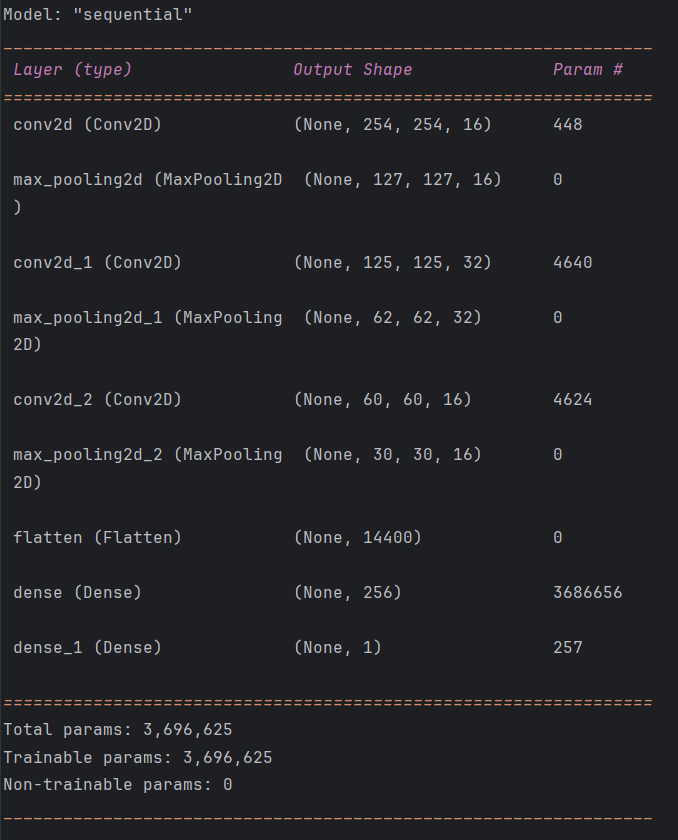 Model: "sequential"
_________________________________________________________________
Layer (type) Output Shape Param #
=================================================================
conv2d (Conv2D) (None, 254, 254, 16) 448
max_pooling2d (MaxPooling2D (None, 127, 127, 16) 0
)
conv2d_1 (Conv2D) (None, 125, 125, 32) 4640
max_pooling2d_1 (MaxPooling (None, 62, 62, 32) 0
2D)
conv2d_2 (Conv2D) (None, 60, 60, 16) 4624
max_pooling2d_2 (MaxPooling (None, 30, 30, 16) 0
2D)
flatten (Flatten) (None, 14400) 0
dense (Dense) (None, 256) 3686656
dense_1 (Dense) (None, 1) 257
=================================================================
Total params: 3,696,625
Trainable params: 3,696,625
Non-trainable params: 0
_________________________________________________________________